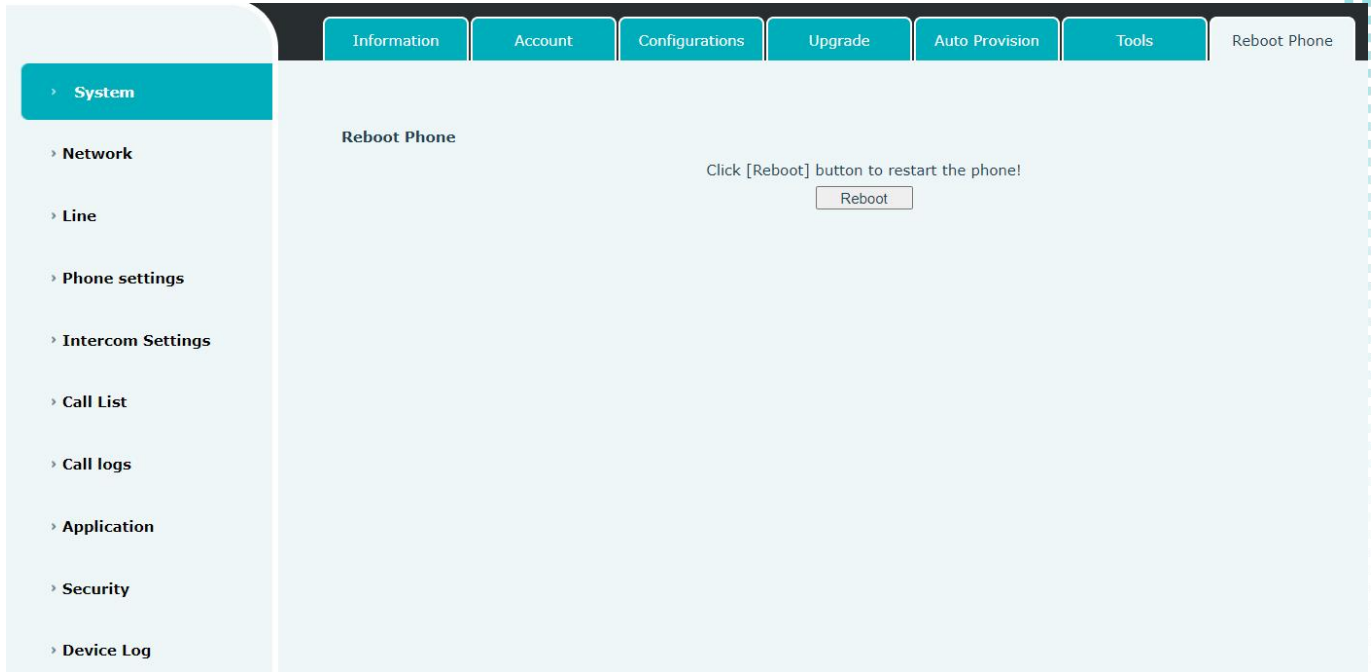 Information Account Configurations Upgrade Auto Provision Tools Reboot Phone
System
Network
Line
Phone settings
Intercom Settings
Call List
Call logs
Application
Security
Device Log
Reboot Phone
Click [Reboot] button to restart the phone!
Reboot